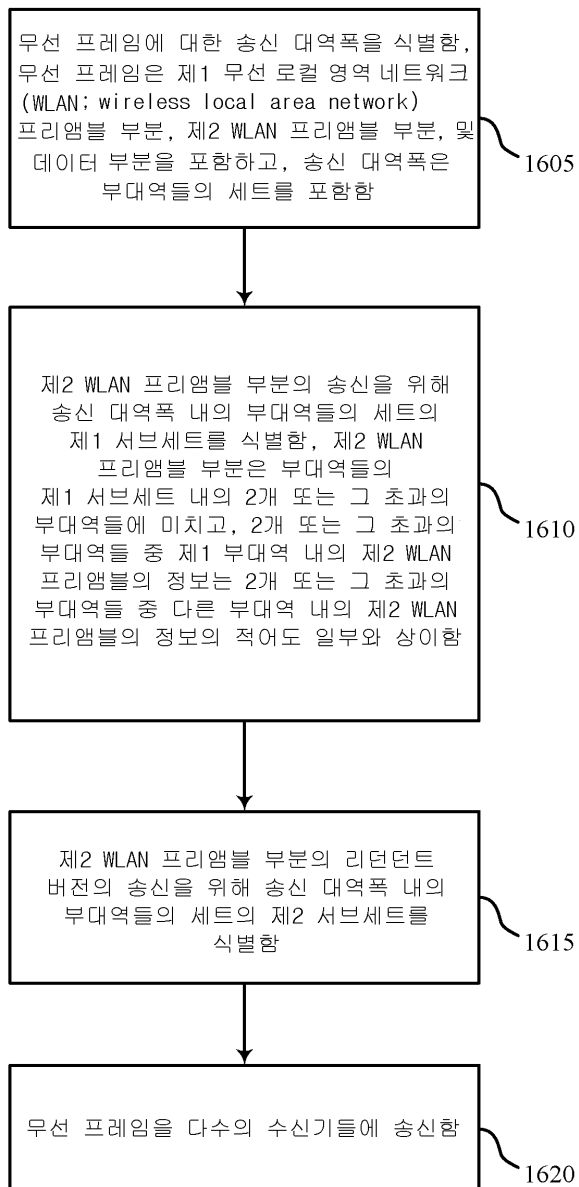 무선 프레임에 대한 송신 대역폭을 식별함,
무선 프레임은 제1 무선 로컬 영역 네트워크
(WLAN; wireless local area network)
프리앰블 부분, 제2 WLAN 프리앰블 부분, 및
데이터 부분을 포함하고, 송신 대역폭은
부대역들의 세트를 포함함
1605
제2 WLAN 프리앰블 부분의 송신을 위해
송신 대역폭 내의 부대역들의 세트의
제1 서브세트를 식별함, 제2 WLAN
프리앰블 부분은 부대역들의
제1 서브세트 내의 2개 또는 그 초과의
부대역들에 미치고, 2개 또는 그 초과의
부대역들 중 제1 부대역 내의 제2 WLAN
프리앰블의 정보는 2개 또는 그 초과의
부대역들 중 다른 부대역 내의 제2 WLAN
프리앰블의 정보의 적어도 일부와 상이함
1610
제2 WLAN 프리앰블 부분의 리던던트
버전의 송신을 위해 송신 대역폭 내의
부대역들의 세트의 제2 서브세트를
식별함
1615
무선 프레임을 다수의 수신기들에 송신함
1620